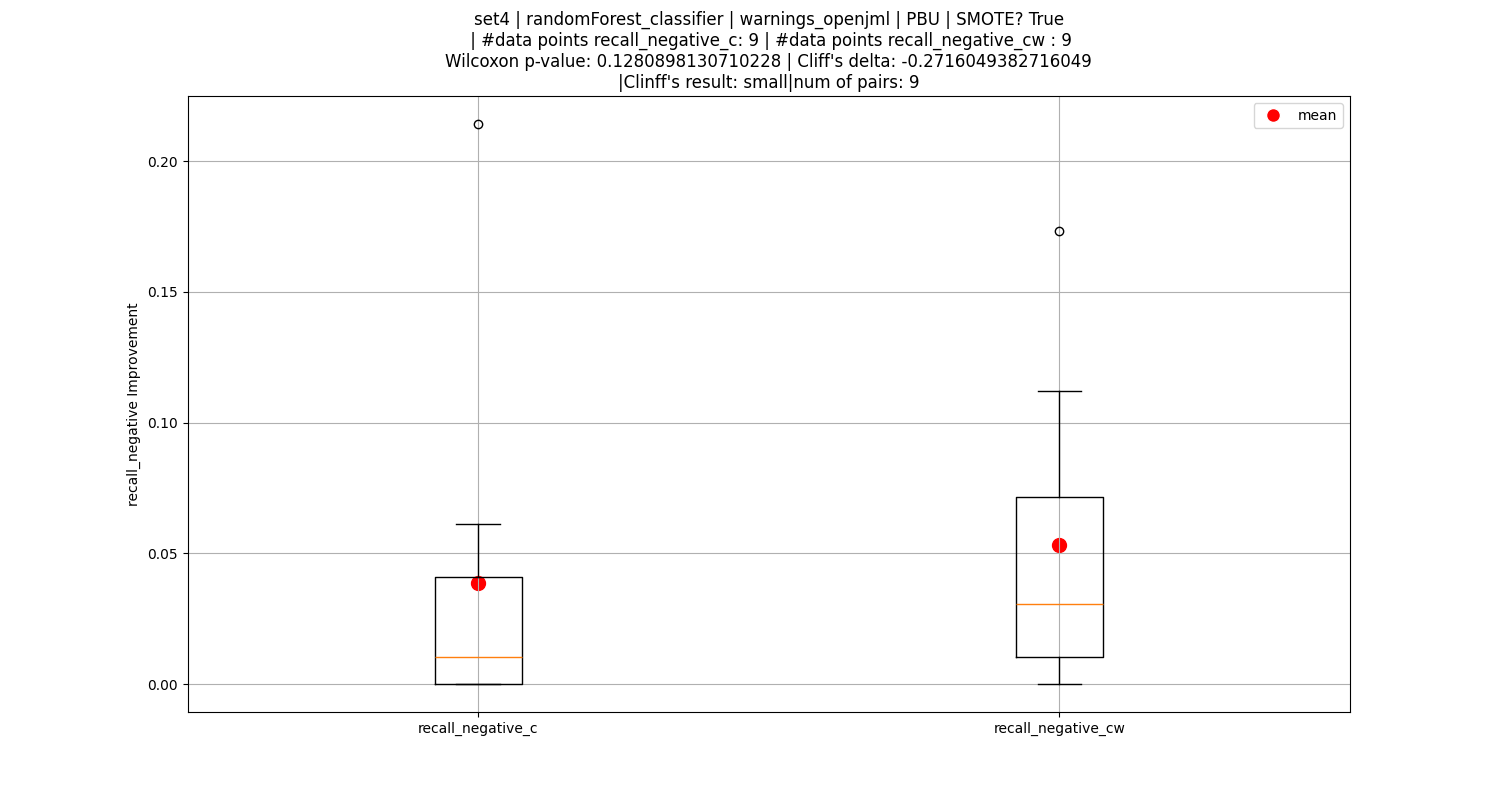 set4 | randomForest_classifier | warnings_openjml | PBU | SMOTE? True
| #data points recall_negative_c: 9 | #data points recall_negative_cw : 9
Wilcoxon p-value: 0.1280898130710228 | Cliff's delta: -0.2716049382716049
|Clinff's result: small|num of pairs: 9
mean
0.20
0.15
0.10
0.05
0.00
recall_negative Improvement
recall_negative_c
recall_negative_cw